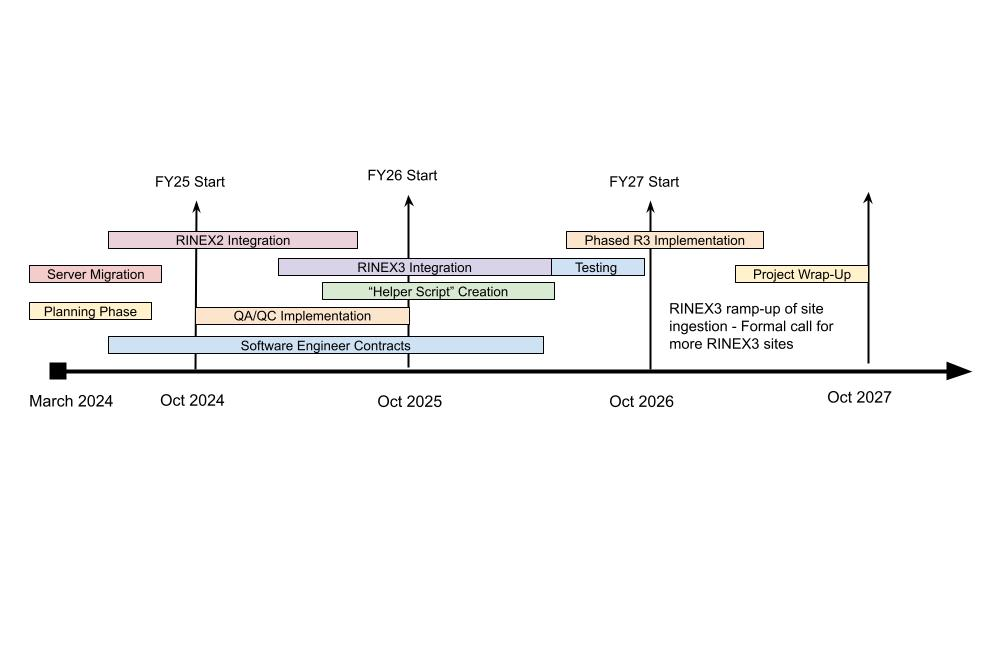 FY25 Start
FY26 Start
FY27 Start
RINEX2 Integration
Phased R3 Implementation
RINEX3 Integration
Testing
Server Migration
Project Wrap-Up
“Helper Script” Creation
Planning Phase
QA/QC Implementation
RINEX3 ramp-up of site
ingestion - Formal call for
more RINEX3 sites
Software Engineer Contracts
March 2024
Oct 2024
Oct 2025
Oct 2026
Oct 2027